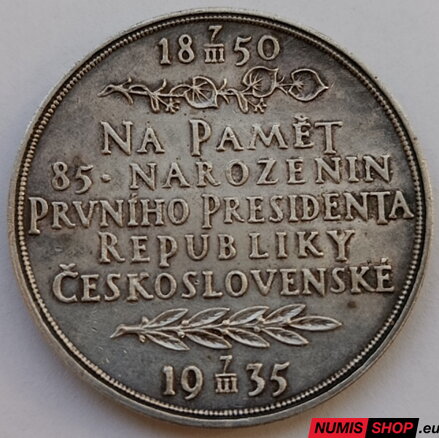 18 7/III 50
NA PAMĚT
85. NAROZENIN
PRVNÍHO PRESIDENTA
REPUBLIKY
ČESKOSLOVENSKÉ
19 7/III 35
NUMIS SHOP.eu